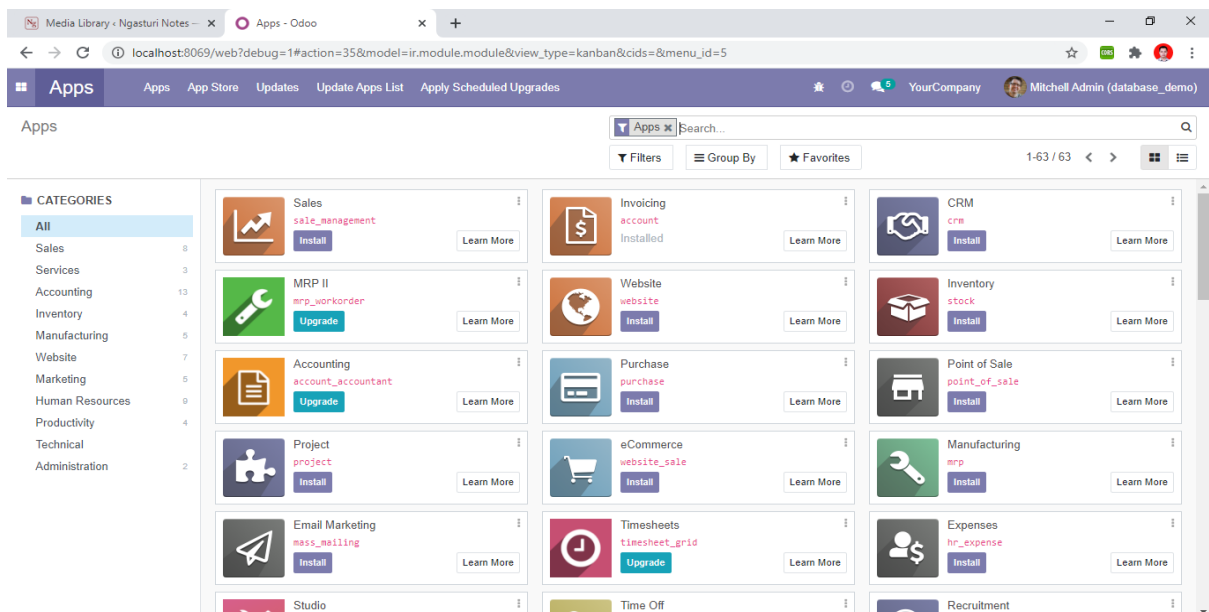 Media Library ‹ Ngasturi Notes —
Apps - Odoo
localhost:8069/web?debug=1#action=35&model=ir.module.module&view_type=kanban&cids=&menu_id=5
CORS
Apps
Apps App Store Updates Update Apps List Apply Scheduled Upgrades
5 YourCompany Mitchell Admin (database_demo)
Apps
Apps Search...
Filters Group By Favorites 1-63 / 63
CATEGORIES
All
Sales 8
Services 3
Accounting 13
Inventory 4
Manufacturing 5
Website 7
Marketing 5
Human Resources 9
Productivity 4
Technical
Administration 2
Sales
sale_management
Install Learn More
Invoicing
account
Installed Learn More
CRM
crm
Install Learn More
MRP II
mrp_workorder
Upgrade Learn More
Website
website
Install Learn More
Inventory
stock
Install Learn More
Accounting
account_accountant
Upgrade Learn More
Purchase
purchase
Install Learn More
Point of Sale
point_of_sale
Install Learn More
Project
project
Install Learn More
eCommerce
website_sale
Install Learn More
Manufacturing
mrp
Install Learn More
Email Marketing
mass_mailing
Install Learn More
Timesheets
timesheet_grid
Upgrade Learn More
Expenses
hr_expense
Install Learn More
Studio
Time Off
Recruitment